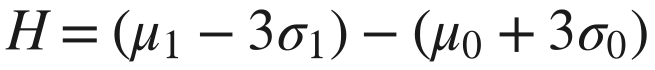 H = (μ₁ − 3σ₁) − (μ₀ + 3σ₀)